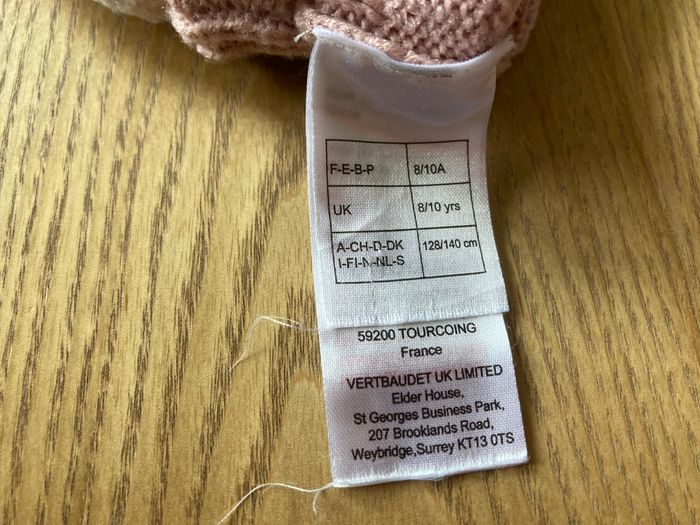 F-E-B-P 8/10A
UK 8/10 yrs
A-CH-D-DK 128/140 cm
I-FI-N-NL-S
59200 TOURCOING
France
VERTBAUDET UK LIMITED
Elder House,
St Georges Business Park,
207 Brooklands Road,
Weybridge,Surrey KT13 0TS